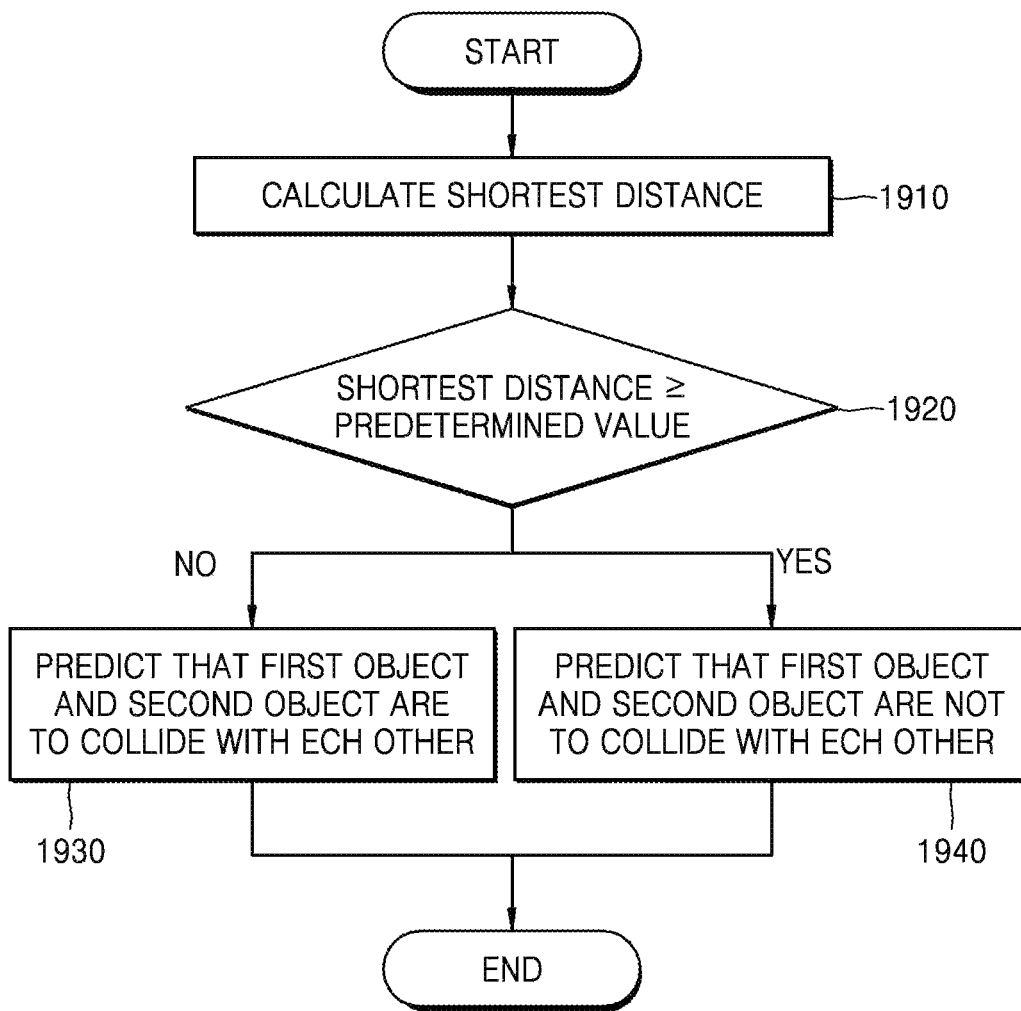 START
CALCULATE SHORTEST DISTANCE
1910
SHORTEST DISTANCE ≥
PREDETERMINED VALUE
1920
NO
YES
PREDICT THAT FIRST OBJECT
AND SECOND OBJECT ARE
TO COLLIDE WITH ECH OTHER
1930
PREDICT THAT FIRST OBJECT
AND SECOND OBJECT ARE NOT
TO COLLIDE WITH ECH OTHER
1940
END